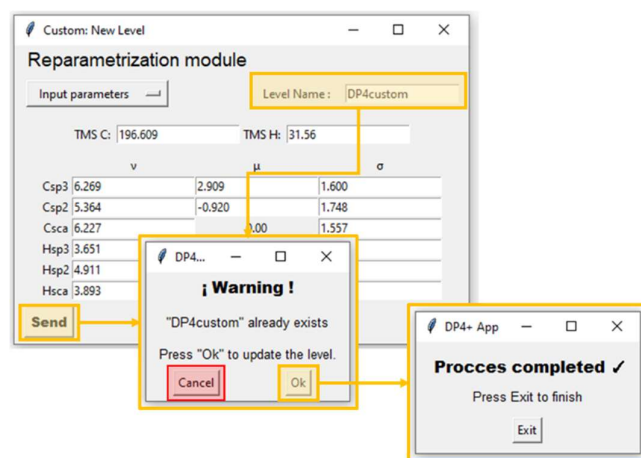 Custom: New Level
Reparametrization module
Input parameters
Level Name : DP4custom
TMS C: 196.609 TMS H: 31.56
ν μ σ
Csp3 6.269 2.909 1.600
Csp2 5.364 -0.920 1.748
Csca 6.227 0.00 1.557
Hsp3 3.651
Hsp2 4.911
Hsca 3.893
Send
DP4...
¡ Warning !
"DP4custom" already exists
Press "Ok" to update the level.
Cancel Ok
DP4+ App
Procces completed ✓
Press Exit to finish
Exit